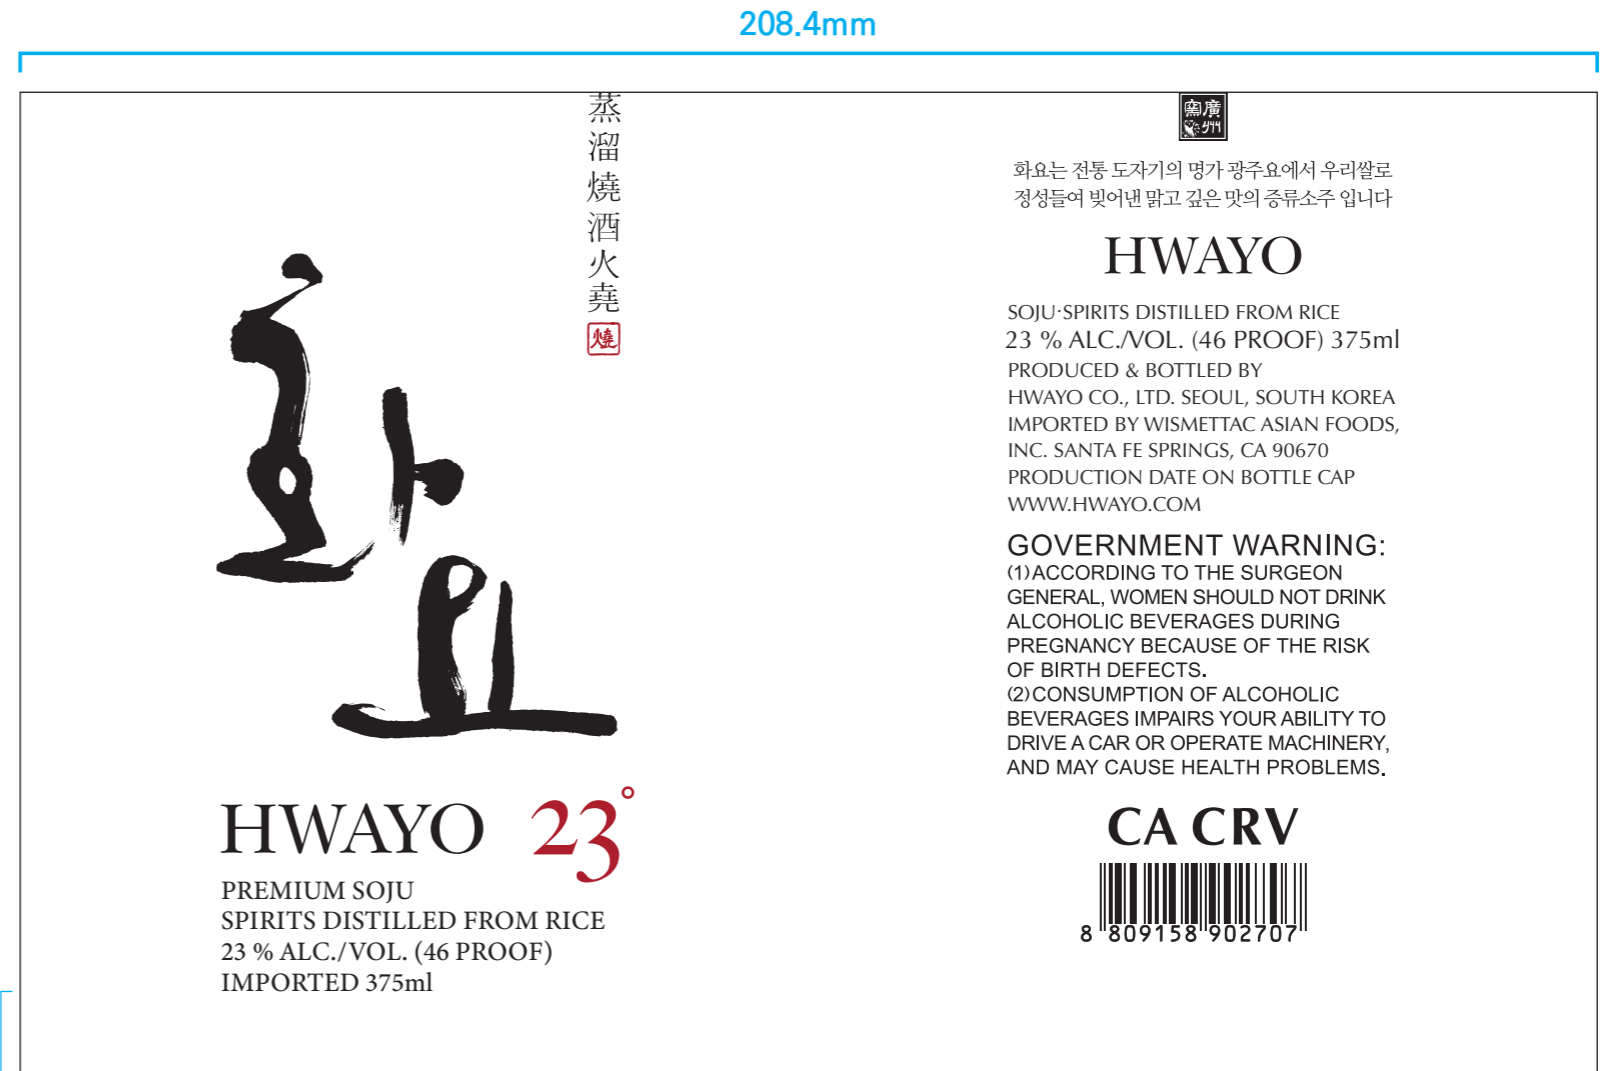 208.4mm
蒸溜燒酒火堯
燒
화요
HWAYO 23°
PREMIUM SOJU
SPIRITS DISTILLED FROM RICE
23 % ALC./VOL. (46 PROOF)
IMPORTED 375ml
窯廣
화요는 전통 도자기의 명가 광주요에서 우리쌀로
정성들여 빚어낸 맑고 깊은 맛의 증류소주 입니다
HWAYO
SOJU·SPIRITS DISTILLED FROM RICE
23 % ALC./VOL. (46 PROOF) 375ml
PRODUCED & BOTTLED BY
HWAYO CO., LTD. SEOUL, SOUTH KOREA
IMPORTED BY WISMETTAC ASIAN FOODS,
INC. SANTA FE SPRINGS, CA 90670
PRODUCTION DATE ON BOTTLE CAP
WWW.HWAYO.COM
GOVERNMENT WARNING:
(1)ACCORDING TO THE SURGEON
GENERAL, WOMEN SHOULD NOT DRINK
ALCOHOLIC BEVERAGES DURING
PREGNANCY BECAUSE OF THE RISK
OF BIRTH DEFECTS.
(2)CONSUMPTION OF ALCOHOLIC
BEVERAGES IMPAIRS YOUR ABILITY TO
DRIVE A CAR OR OPERATE MACHINERY,
AND MAY CAUSE HEALTH PROBLEMS.
CA CRV
8 809158 902707